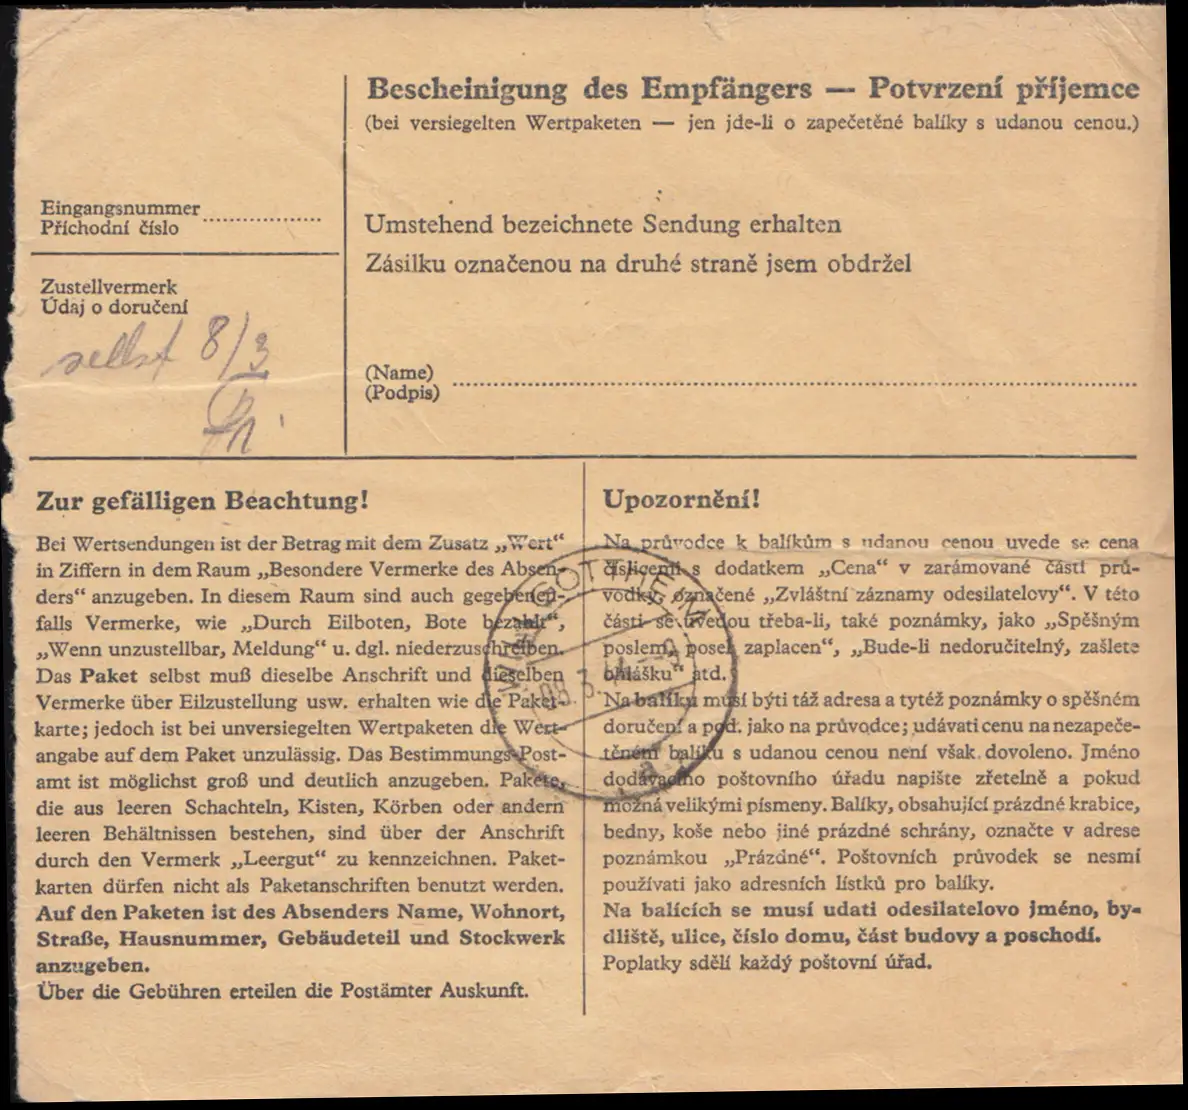 Bescheinigung des Empfängers — Potvrzení příjemce
(bei versiegelten Wertpaketen — jen jde-li o zapečetěné balíky s udanou cenou.)
Eingangsnummer
Příchodní číslo
Umstehend bezeichnete Sendung erhalten
Zásilku označenou na druhé straně jsem obdržel
Zustellvermerk
Údaj o doručení
selbst 8/3
(Name)
(Podpis)
Zur gefälligen Beachtung!
Bei Wertsendungen ist der Betrag mit dem Zusatz „Wert“
in Ziffern in dem Raum „Besondere Vermerke des Absen-
ders“ anzugeben. In diesem Raum sind auch gegebenen-
falls Vermerke, wie „Durch Eilboten, Bote bezahlt“,
„Wenn unzustellbar, Meldung“ u. dgl. niederzuschreiben.
Das Paket selbst muß dieselbe Anschrift und dieselben
Vermerke über Eilzustellung usw. erhalten wie die Paket-
karte; jedoch ist bei unversiegelten Wertpaketen die Wert-
angabe auf dem Paket unzulässig. Das Bestimmungs-Post-
amt ist möglichst groß und deutlich anzugeben. Pakete,
die aus leeren Schachteln, Kisten, Körben oder andern
leeren Behältnissen bestehen, sind über der Anschrift
durch den Vermerk „Leergut“ zu kennzeichnen. Paket-
karten dürfen nicht als Paketanschriften benutzt werden.
Auf den Paketen ist des Absenders Name, Wohnort,
Straße, Hausnummer, Gebäudeteil und Stockwerk
anzugeben.
Über die Gebühren erteilen die Postämter Auskunft.
Upozornění!
Na průvodce k balíkům s udanou cenou uvede se cena
číslicemi s dodatkem „Cena“ v zarámované části prů-
vodky, označené „Zvláštní záznamy odesilatelovy“. V této
části se uvedou třeba-li, také poznámky, jako „Spěšným
poslem, posel zaplacen“, „Bude-li nedoručitelný, zašlete
ohlášku“ atd.
Na balíku musí býti táž adresa a tytéž poznámky o spěšném
doručení a pod. jako na průvodce; udávati cenu na nezapeče-
těném balíku s udanou cenou není však dovoleno. Jméno
dodávacího poštovního úřadu napište zřetelně a pokud
možná velikými písmeny. Balíky, obsahující prázdné krabice,
bedny, koše nebo jiné prázdné schrány, označte v adrese
poznámkou „Prázdné“. Poštovních průvodek se nesmí
používati jako adresních lístků pro balíky.
Na balících se musí udati odesilatelovo jméno, by-
dliště, ulice, číslo domu, část budovy a poschodí.
Poplatky sdělí každý poštovní úřad.